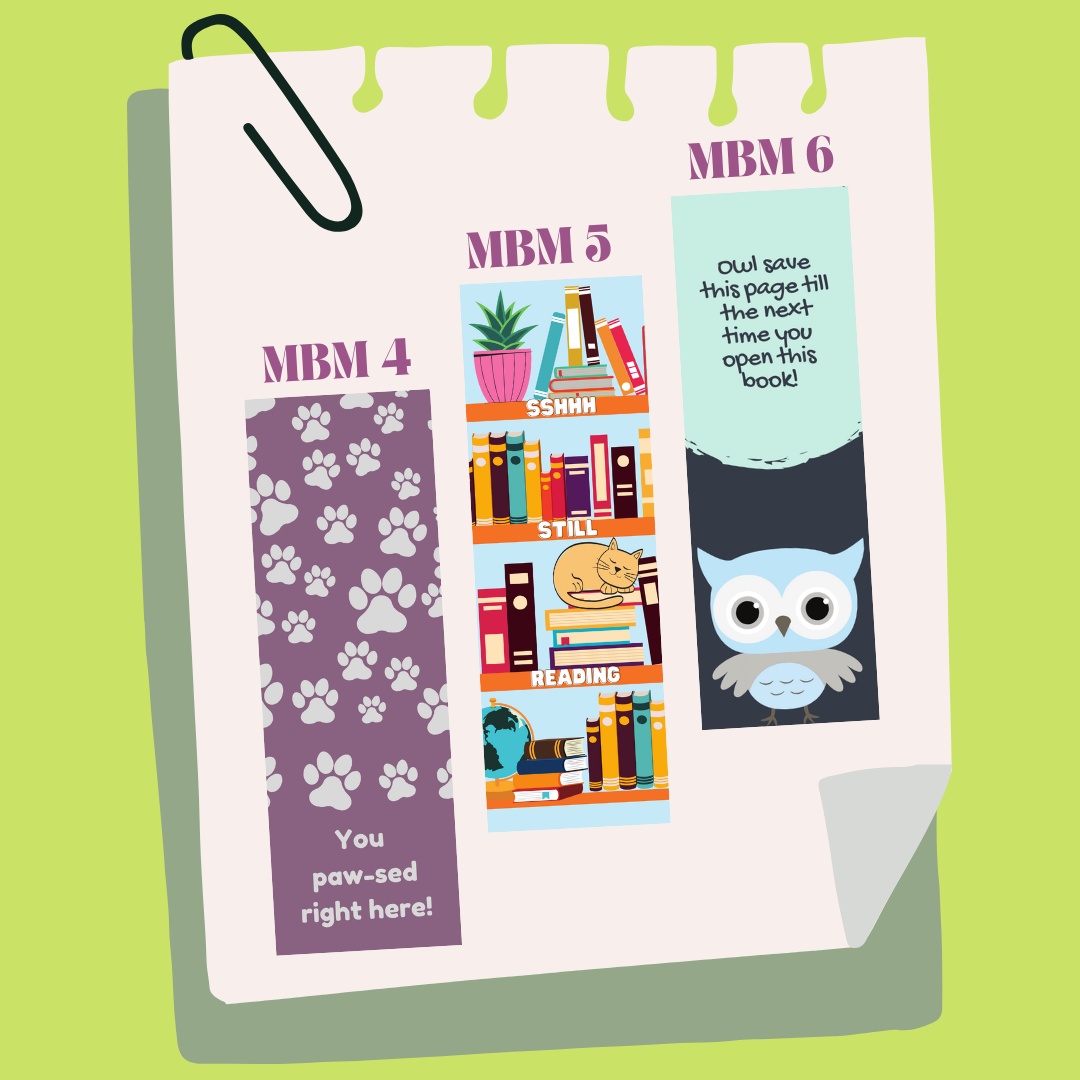 MBM 4
You
paw-sed
right here!
MBM 5
SSHHH
STILL
READING
MBM 6
Owl save
this page till
the next
time you
open this
book!